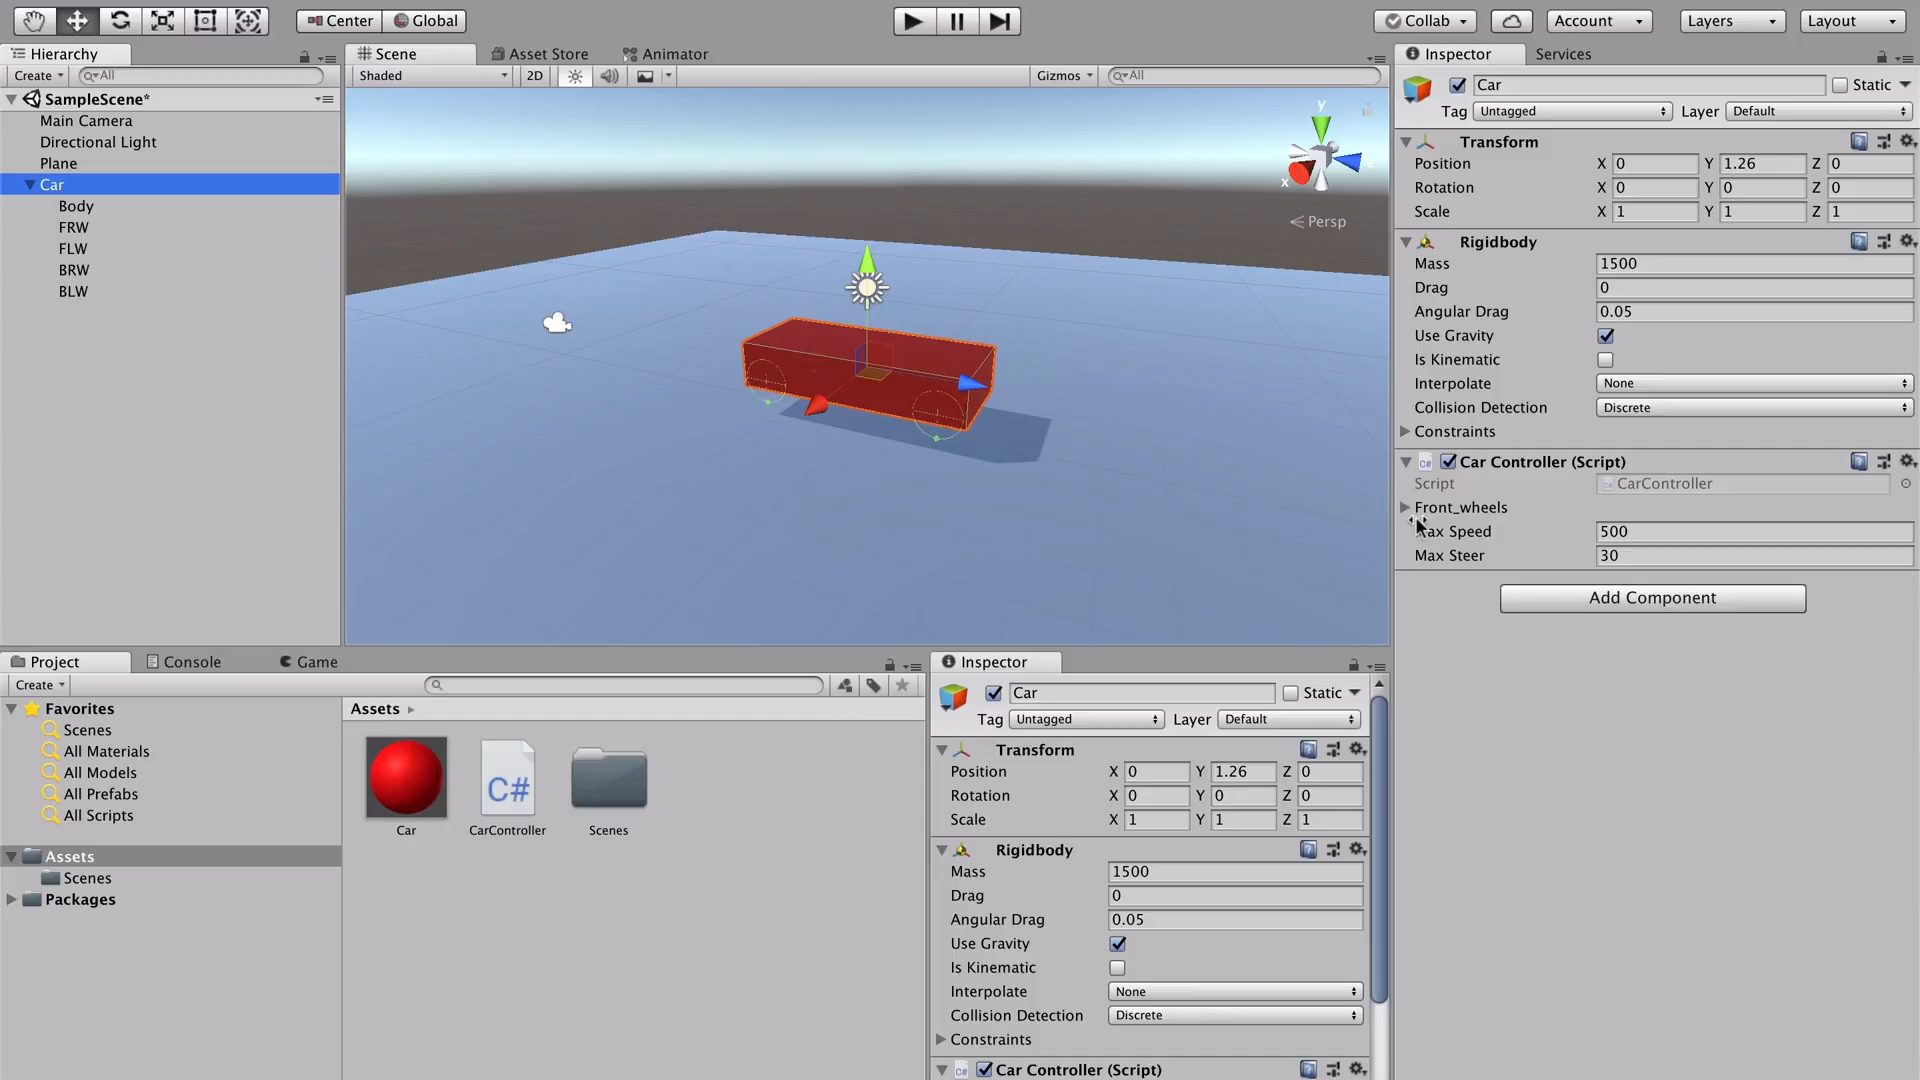 Center Global Collab Account Layers Layout
Hierarchy
Create All
SampleScene*
Main Camera
Directional Light
Plane
Car
Body
FRW
FLW
BRW
BLW
Scene Asset Store Animator
Shaded 2D Gizmos All
y
x
Persp
Inspector Services
Car Static
Tag Untagged Layer Default
Transform
Position X 0 Y 1.26 Z 0
Rotation X 0 Y 0 Z 0
Scale X 1 Y 1 Z 1
Rigidbody
Mass 1500
Drag 0
Angular Drag 0.05
Use Gravity
Is Kinematic
Interpolate None
Collision Detection Discrete
Constraints
C# Car Controller (Script)
Script CarController
Front_wheels
Max Speed 500
Max Steer 30
Add Component
Project Console Game
Create
Favorites
Scenes
All Materials
All Models
All Prefabs
All Scripts
Assets
Scenes
Packages
Assets
C#
Car CarController Scenes
Inspector
Car Static
Tag Untagged Layer Default
Transform
Position X 0 Y 1.26 Z 0
Rotation X 0 Y 0 Z 0
Scale X 1 Y 1 Z 1
Rigidbody
Mass 1500
Drag 0
Angular Drag 0.05
Use Gravity
Is Kinematic
Interpolate None
Collision Detection Discrete
Constraints
C# Car Controller (Script)